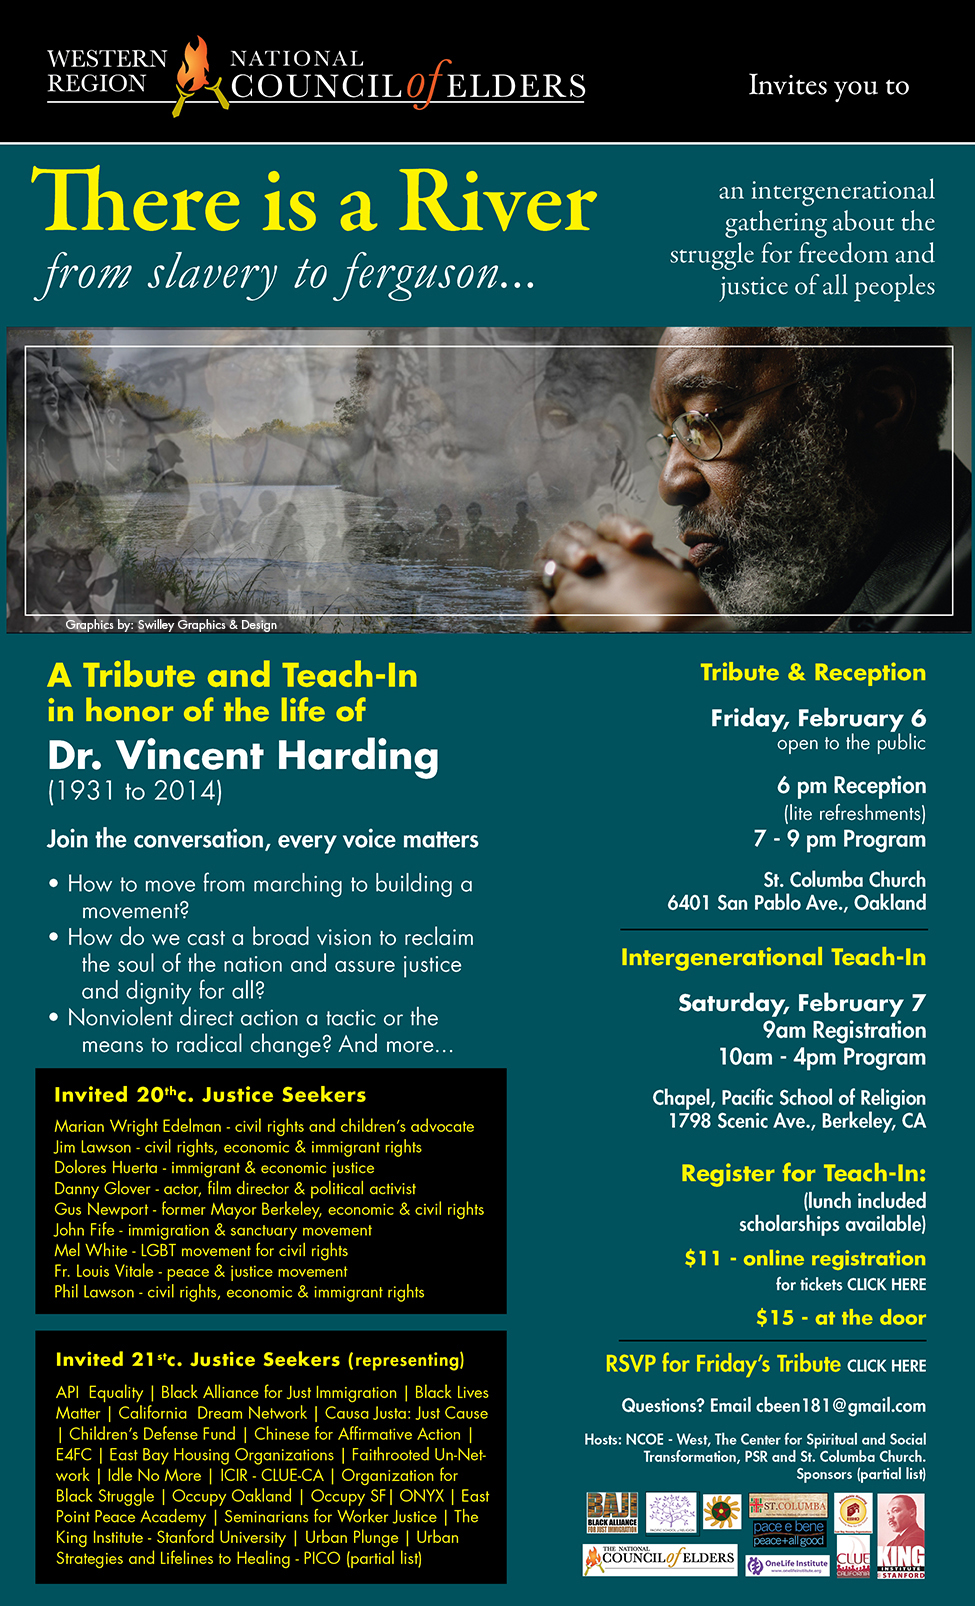 WESTERN
REGION
NATIONAL
COUNCIL of ELDERS
Invites you to
There is a River
from slavery to ferguson...
an intergenerational
gathering about the
struggle for freedom and
justice of all peoples
Graphics by: Swilley Graphics & Design
A Tribute and Teach-In
in honor of the life of
Dr. Vincent Harding
(1931 to 2014)
Join the conversation, every voice matters
• How to move from marching to building a
movement?
• How do we cast a broad vision to reclaim
the soul of the nation and assure justice
and dignity for all?
• Nonviolent direct action a tactic or the
means to radical change? And more...
Invited 20thc. Justice Seekers
Marian Wright Edelman - civil rights and children's advocate
Jim Lawson - civil rights, economic & immigrant rights
Dolores Huerta - immigrant & economic justice
Danny Glover - actor, film director & political activist
Gus Newport - former Mayor Berkeley, economic & civil rights
John Fife - immigration & sanctuary movement
Mel White - LGBT movement for civil rights
Fr. Louis Vitale - peace & justice movement
Phil Lawson - civil rights, economic & immigrant rights
Invited 21stc. Justice Seekers (representing)
API Equality | Black Alliance for Just Immigration | Black Lives
Matter | California Dream Network | Causa Justa: Just Cause
| Children's Defense Fund | Chinese for Affirmative Action |
E4FC | East Bay Housing Organizations | Faithrooted Un-Net-
work | Idle No More | ICIR - CLUE-CA | Organization for
Black Struggle | Occupy Oakland | Occupy SF| ONYX | East
Point Peace Academy | Seminarians for Worker Justice | The
King Institute - Stanford University | Urban Plunge | Urban
Strategies and Lifelines to Healing - PICO (partial list)
Tribute & Reception
Friday, February 6
open to the public
6 pm Reception
(lite refreshments)
7 - 9 pm Program
St. Columba Church
6401 San Pablo Ave., Oakland
Intergenerational Teach-In
Saturday, February 7
9am Registration
10am - 4pm Program
Chapel, Pacific School of Religion
1798 Scenic Ave., Berkeley, CA
Register for Teach-In:
(lunch included
scholarships available)
$11 - online registration
for tickets CLICK HERE
$15 - at the door
RSVP for Friday's Tribute CLICK HERE
Questions? Email cbeen181@gmail.com
Hosts: NCOE - West, The Center for Spiritual and Social
Transformation, PSR and St. Columba Church.
Sponsors (partial list)
BAJI
BLACK ALLIANCE
FOR JUST IMMIGRATION
PACIFIC SCHOOL of RELIGION
ST.COLUMBA
pace e bene
peace+all good
EBHO
THE NATIONAL
COUNCIL of ELDERS
OneLife Institute
www.onelifeinstitute.org
CLUE
CALIFORNIA
KING
INSTITUTE
STANFORD